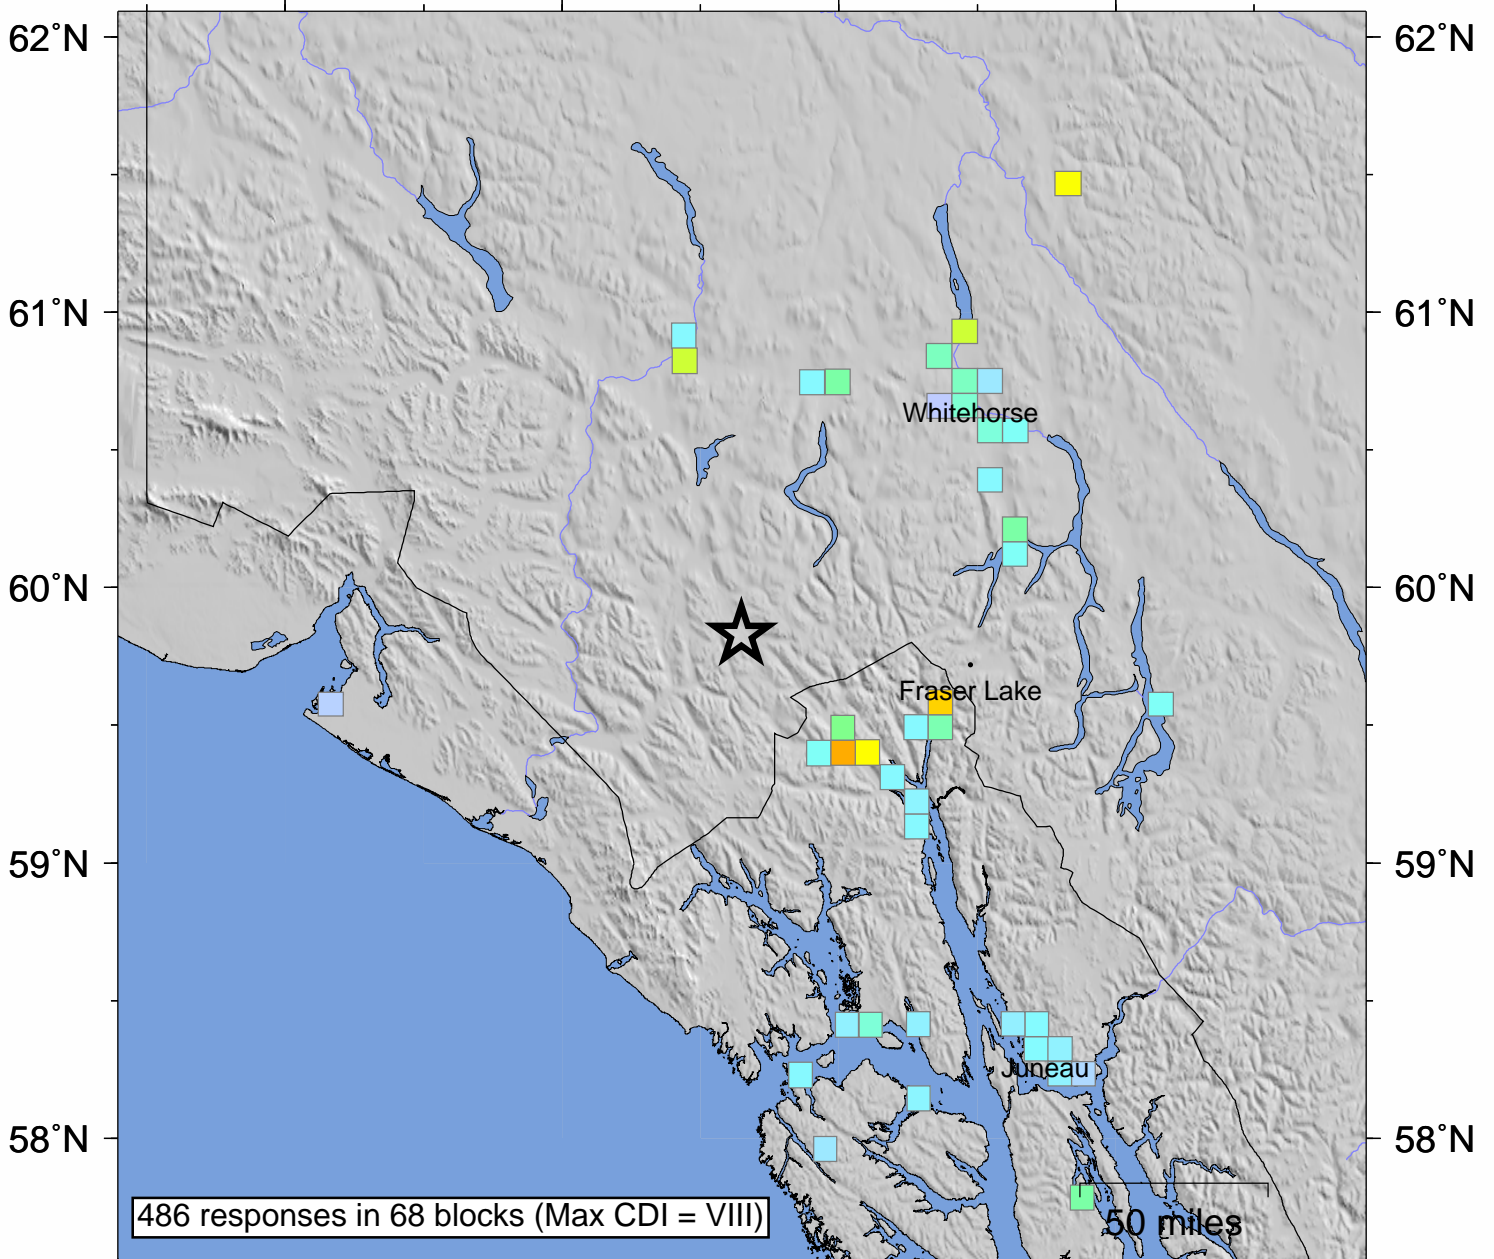 62°N 62°N
61°N 61°N
Whitehorse
60°N 60°N
Fraser Lake
59°N 59°N
Juneau
58°N 58°N
486 responses in 68 blocks (Max CDI = VIII)
50 miles